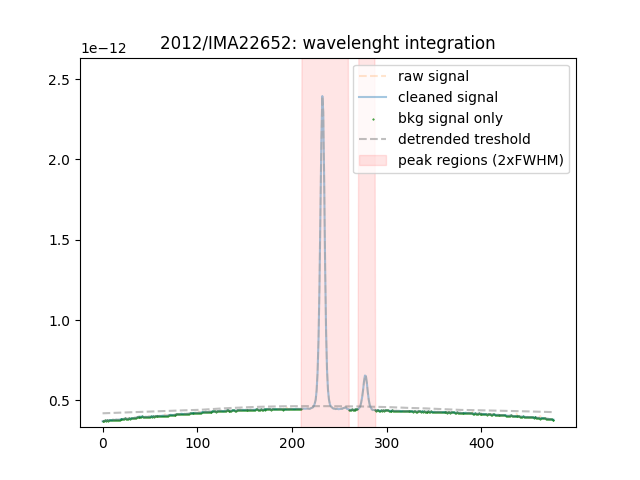 2012/IMA22652: wavelenght integration
1e−12
2.5
2.0
1.5
1.0
0.5
0
100
200
300
400
raw signal
cleaned signal
bkg signal only
detrended treshold
peak regions (2xFWHM)